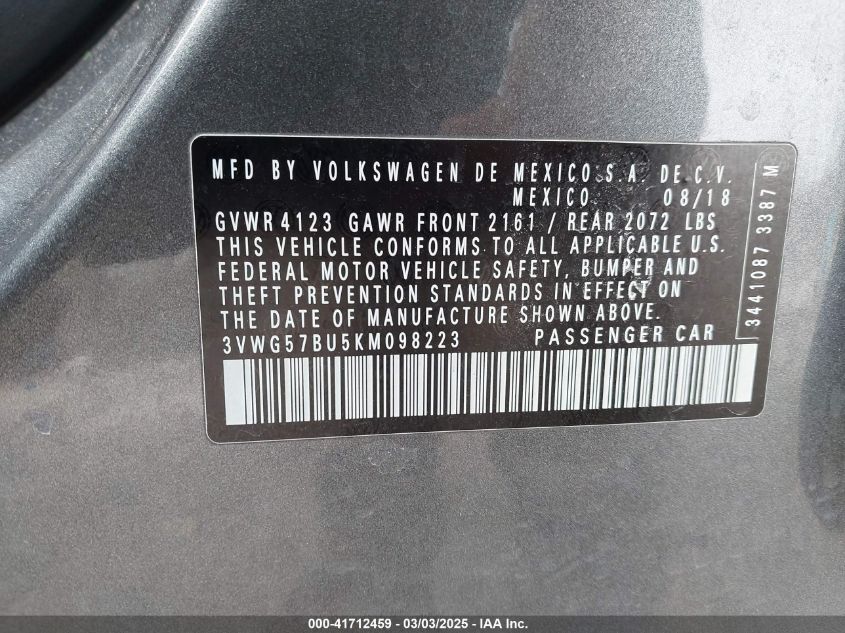 MFD BY VOLKSWAGEN DE MEXICO S.A. DE C.V.
MEXICO 08/18
GVWR 4123 GAWR FRONT 2161 / REAR 2072 LBS
THIS VEHICLE CONFORMS TO ALL APPLICABLE U.S.
FEDERAL MOTOR VEHICLE SAFETY, BUMPER AND
THEFT PREVENTION STANDARDS IN EFFECT ON
THE DATE OF MANUFACTURE SHOWN ABOVE.
3VWG57BU5KM098223 PASSENGER CAR
3441087 3387 M
000-41712459 - 03/03/2025 - IAA Inc.